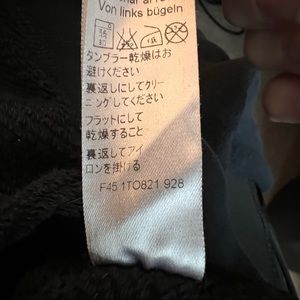 Von links bügeln
タンブラー乾燥はお
避けください
裏返しにしてクリー
ニングしてください
フラットにして
乾燥すること
裏返してアイ
ロンを掛ける
F45 1TO821 928